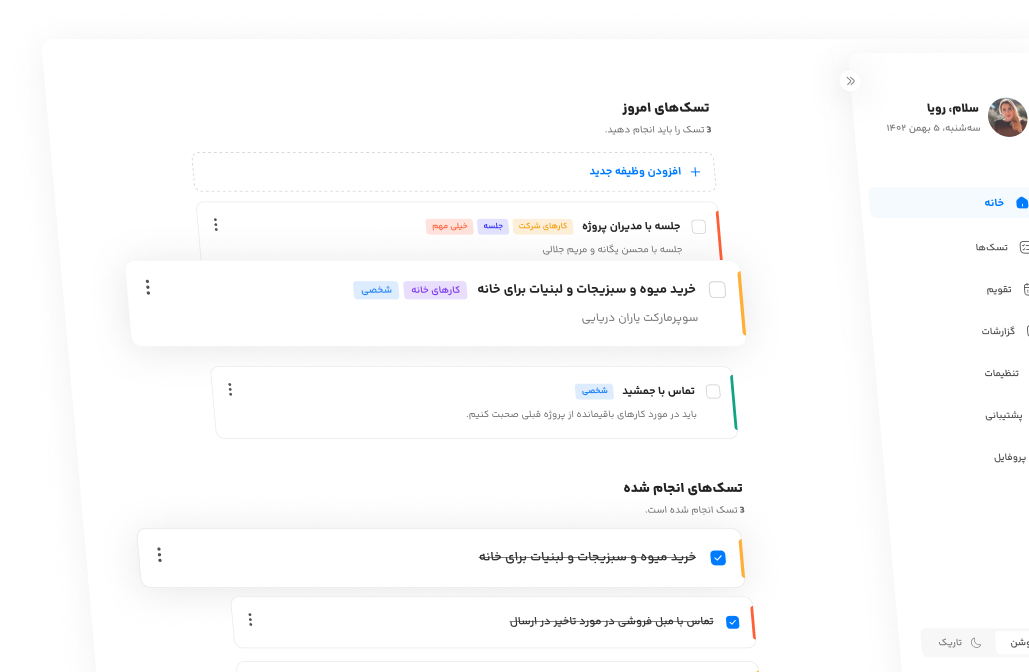 سلام، رویا
سه‌شنبه، ۵ بهمن ۱۴۰۲
خانه
تسک‌ها
تقویم
گزارشات
تنظیمات
پشتیبانی
پروفایل
تاریک
تسک‌های امروز
3 تسک را باید انجام دهید.
افزودن وظیفه جدید
جلسه با مدیران پروژه کارهای شرکت جلسه خیلی مهم
جلسه با محسن یگانه و مریم جلالی
خرید میوه و سبزیجات و لبنیات برای خانه کارهای خانه شخصی
سوپرمارکت یاران دریایی
تماس با جمشید شخصی
باید در مورد کارهای باقیمانده از پروژه قبلی صحبت کنیم.
تسک‌های انجام شده
3 تسک انجام شده است.
خرید میوه و سبزیجات و لبنیات برای خانه
تماس با مبل فروشی در مورد تاخیر در ارسال